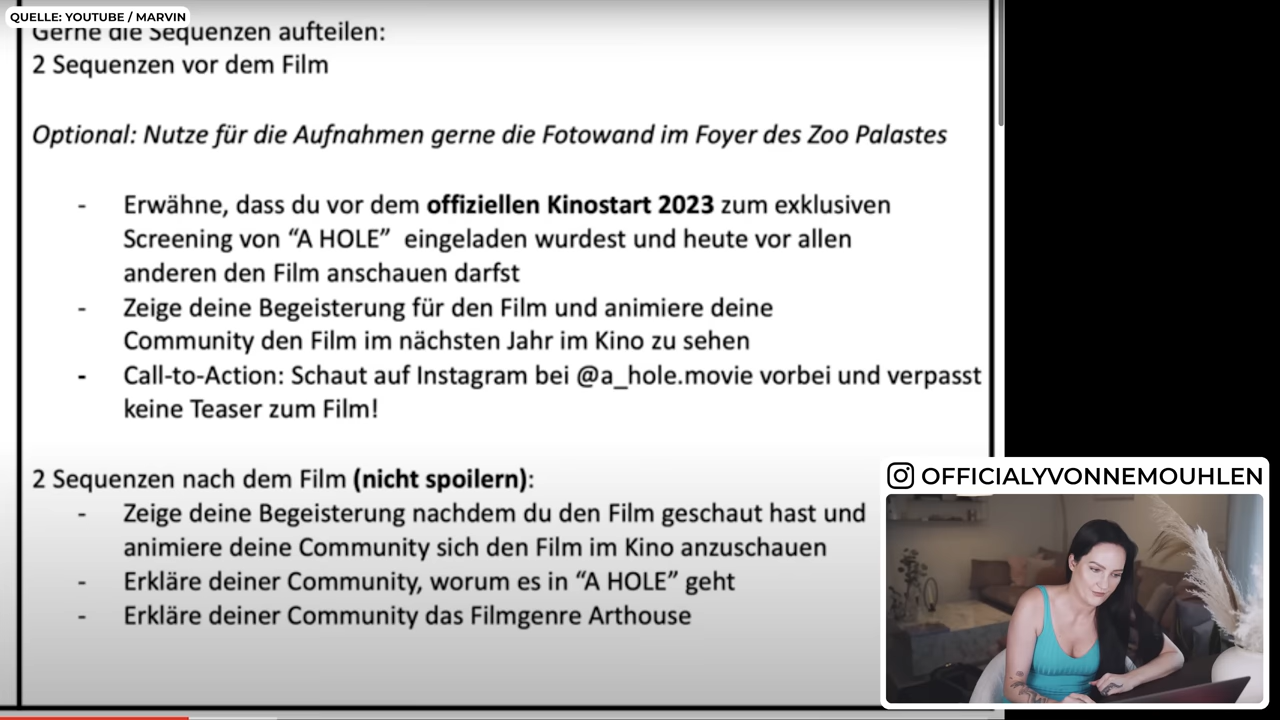 QUELLE: YOUTUBE / MARVIN
Gerne die Sequenzen aufteilen:
2 Sequenzen vor dem Film
Optional: Nutze für die Aufnahmen gerne die Fotowand im Foyer des Zoo Palastes
- Erwähne, dass du vor dem offiziellen Kinostart 2023 zum exklusiven
Screening von “A HOLE” eingeladen wurdest und heute vor allen
anderen den Film anschauen darfst
- Zeige deine Begeisterung für den Film und animiere deine
Community den Film im nächsten Jahr im Kino zu sehen
- Call-to-Action: Schaut auf Instagram bei @a_hole.movie vorbei und verpasst
keine Teaser zum Film!
2 Sequenzen nach dem Film (nicht spoilern):
- Zeige deine Begeisterung nachdem du den Film geschaut hast und
animiere deine Community sich den Film im Kino anzuschauen
- Erkläre deiner Community, worum es in “A HOLE” geht
- Erkläre deiner Community das Filmgenre Arthouse
OFFICIALYVONNEMOUHLEN